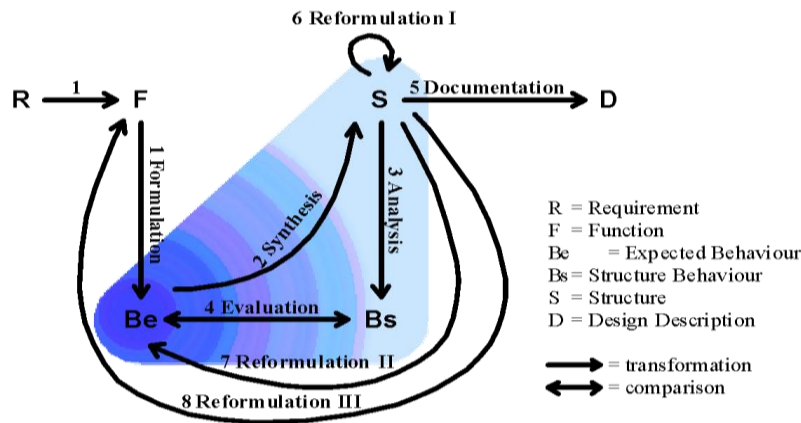 6 Reformulation I
R
1
F
S
5 Documentation
D
1 Formulation
2 Synthesis
3 Analysis
Be
4 Evaluation
Bs
7 Reformulation II
8 Reformulation III
R = Requirement
F = Function
Be = Expected Behaviour
Bs = Structure Behaviour
S = Structure
D = Design Description
= transformation
= comparison